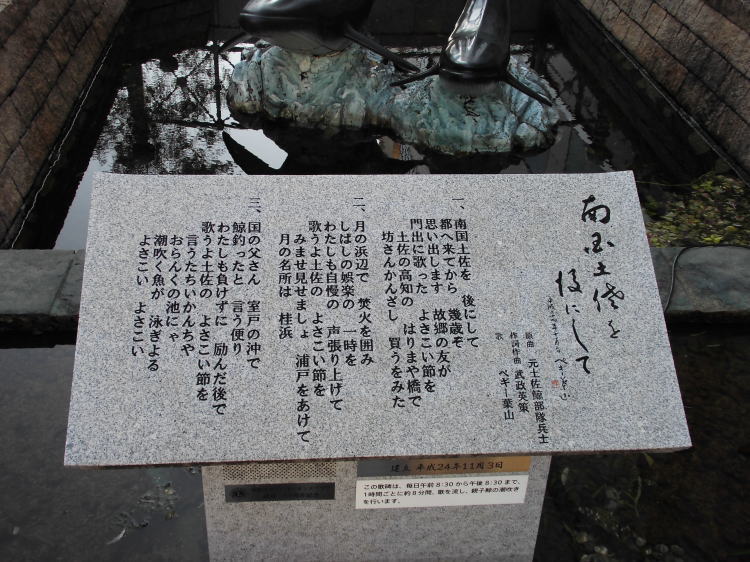 南国土佐を
後にして
ペギー葉山
原曲 元土佐鯨部隊兵士
作詞作曲 武政英策
歌 ペギー葉山
一、南国土佐を 後にして
都へ来てから 幾歳ぞ
思い出します 故郷の友が
門出に歌った よさこい節を
土佐の高知の はりまや橋で
坊さんかんざし 買うをみた
二、月の浜辺で 焚火を囲み
しばしの娯楽の 一時を
わたしも自慢の 声張り上げて
歌うよ土佐の よさこい節を
みませ見せましょ 浦戸をあけて
月の名所は 桂浜
三、国の父さん 室戸の沖で
鯨釣ったと 言う便り
わたしも負けずに 励んだ後で
歌うよ土佐の よさこい節を
言うたちいかんちや
おらんくの池にゃ
潮吹く魚が 泳ぎよる
よさこい よさこい
建立 平成24年11月3日
この歌碑は、毎日午前8:30から午後8:30まで、
1時間ごとに約8分間、歌を流し、親子鯨の潮吹き
を行います。